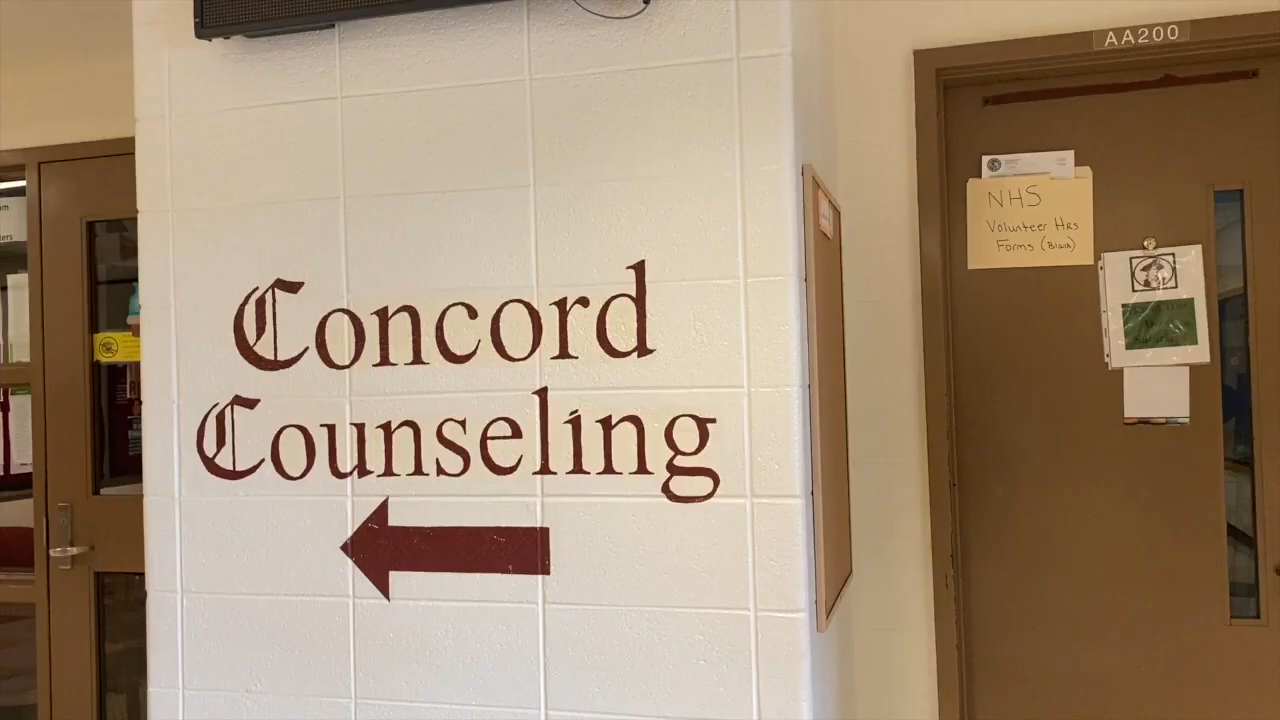 Concord
Counseling
AA200
NHS
Volunteer Hrs
Forms (Blank)